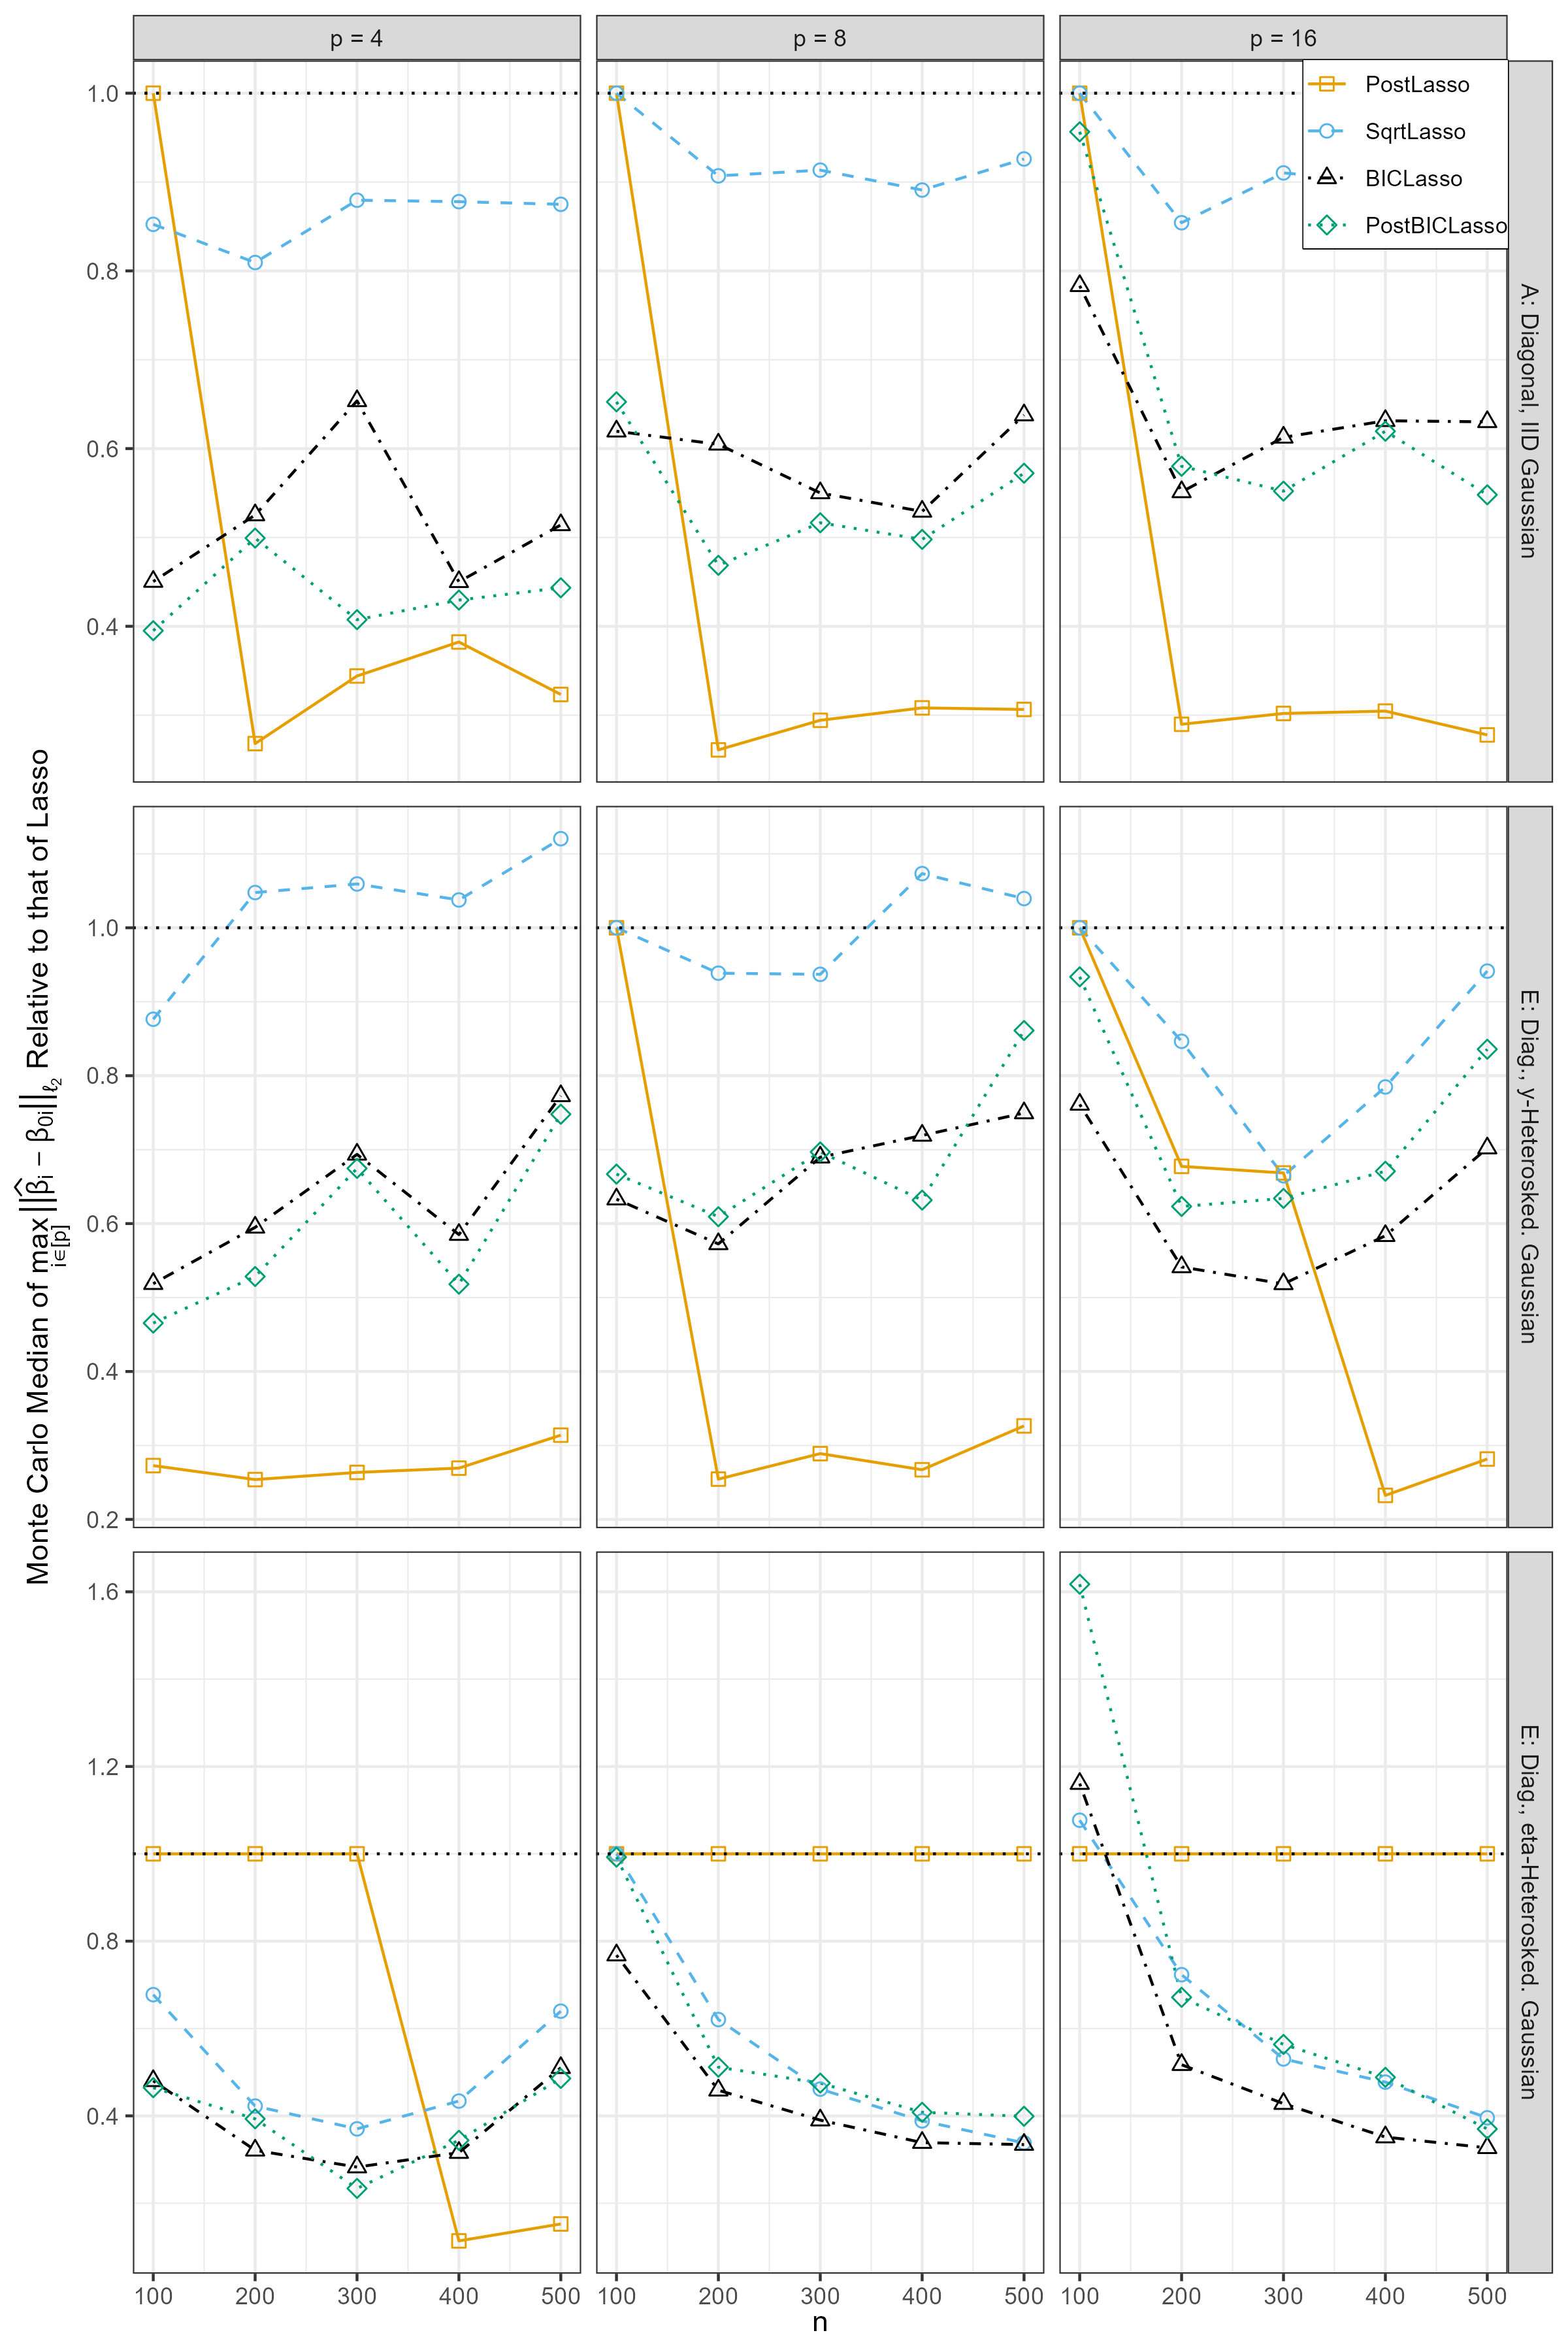 p = 4
p = 8
p = 16
PostLasso
SqrtLasso
BICLasso
PostBICLasso
A: Diagonal, IID Gaussian
E: Diag., y-Heterosked. Gaussian
E: Diag., eta-Heterosked. Gaussian
Monte Carlo Median of max i∈[p] ||β̂i − β0i||ℓ2 Relative to that of Lasso
1.0
0.8
0.6
0.4
1.0
0.8
0.6
0.4
0.2
1.6
1.2
0.8
0.4
100 200 300 400 500
100 200 300 400 500
100 200 300 400 500
n